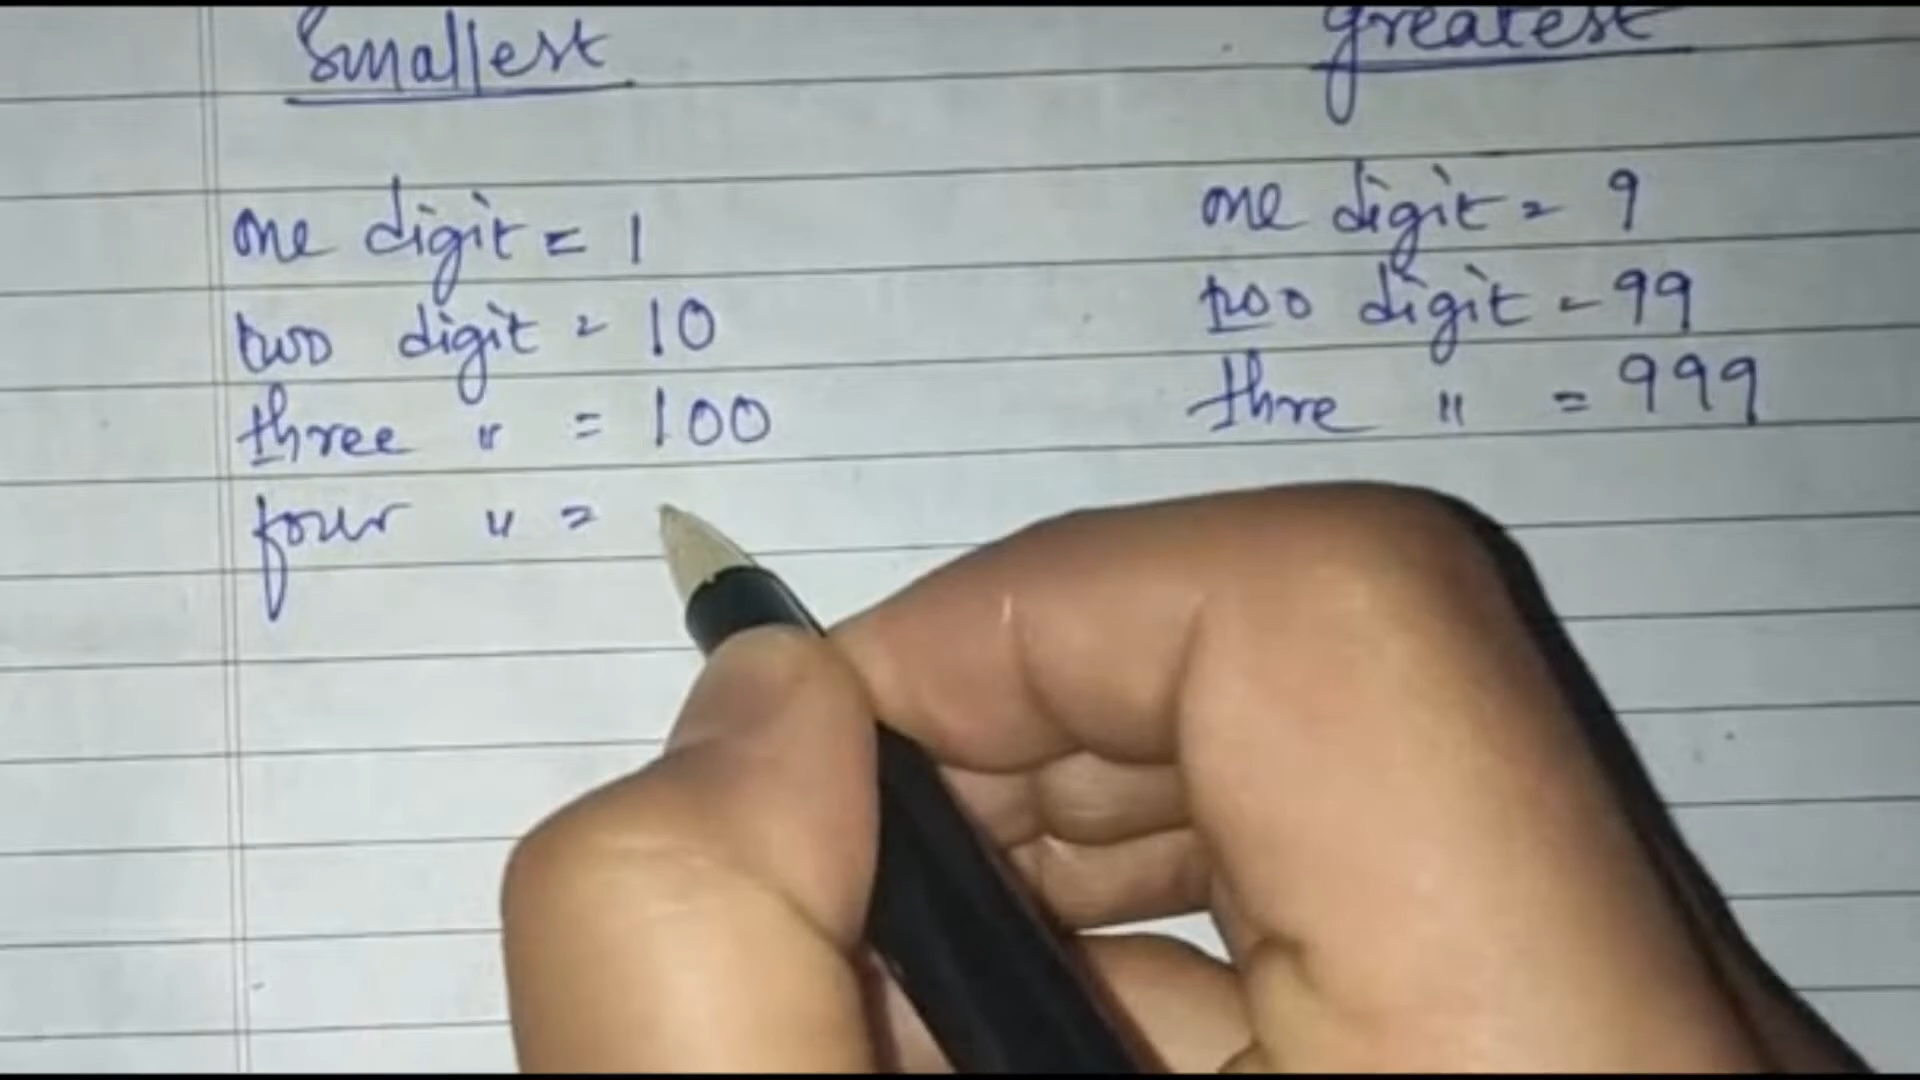 Smallest greatest
one digit = 1 one digit = 9
two digit = 10 two digit - 99
three " = 100 thre " = 999
four " =